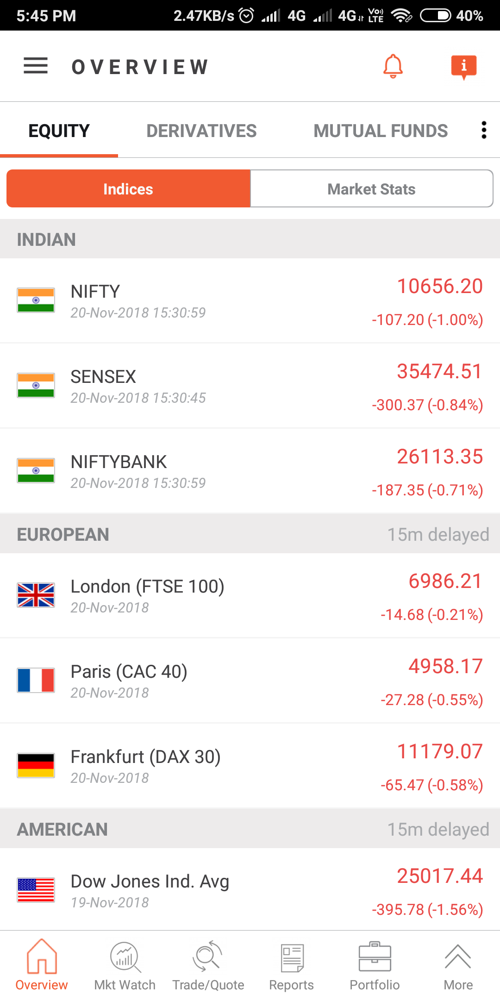 5:45 PM 2.47KB/s 4G 4G Vo)) LTE 40%
OVERVIEW
EQUITY DERIVATIVES MUTUAL FUNDS
Indices Market Stats
INDIAN
NIFTY 10656.20
20-Nov-2018 15:30:59 -107.20 (-1.00%)
SENSEX 35474.51
20-Nov-2018 15:30:45 -300.37 (-0.84%)
NIFTYBANK 26113.35
20-Nov-2018 15:30:59 -187.35 (-0.71%)
EUROPEAN 15m delayed
London (FTSE 100) 6986.21
20-Nov-2018 -14.68 (-0.21%)
Paris (CAC 40) 4958.17
20-Nov-2018 -27.28 (-0.55%)
Frankfurt (DAX 30) 11179.07
20-Nov-2018 -65.47 (-0.58%)
AMERICAN 15m delayed
Dow Jones Ind. Avg 25017.44
19-Nov-2018 -395.78 (-1.56%)
Overview Mkt Watch Trade/Quote Reports Portfolio More